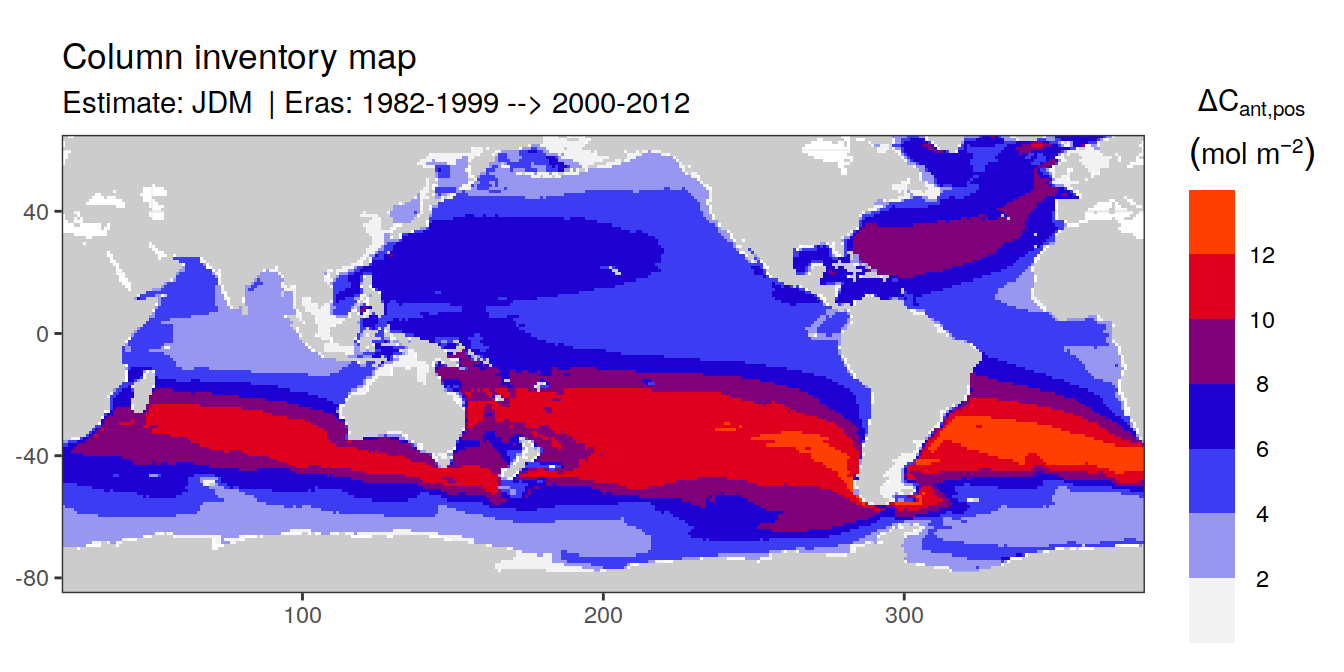 Column inventory map
Estimate: JDM | Eras: 1982-1999 --> 2000-2012
ΔCant,pos
(mol m−2)
12
10
8
6
4
2
40
0
-40
-80
100 200 300